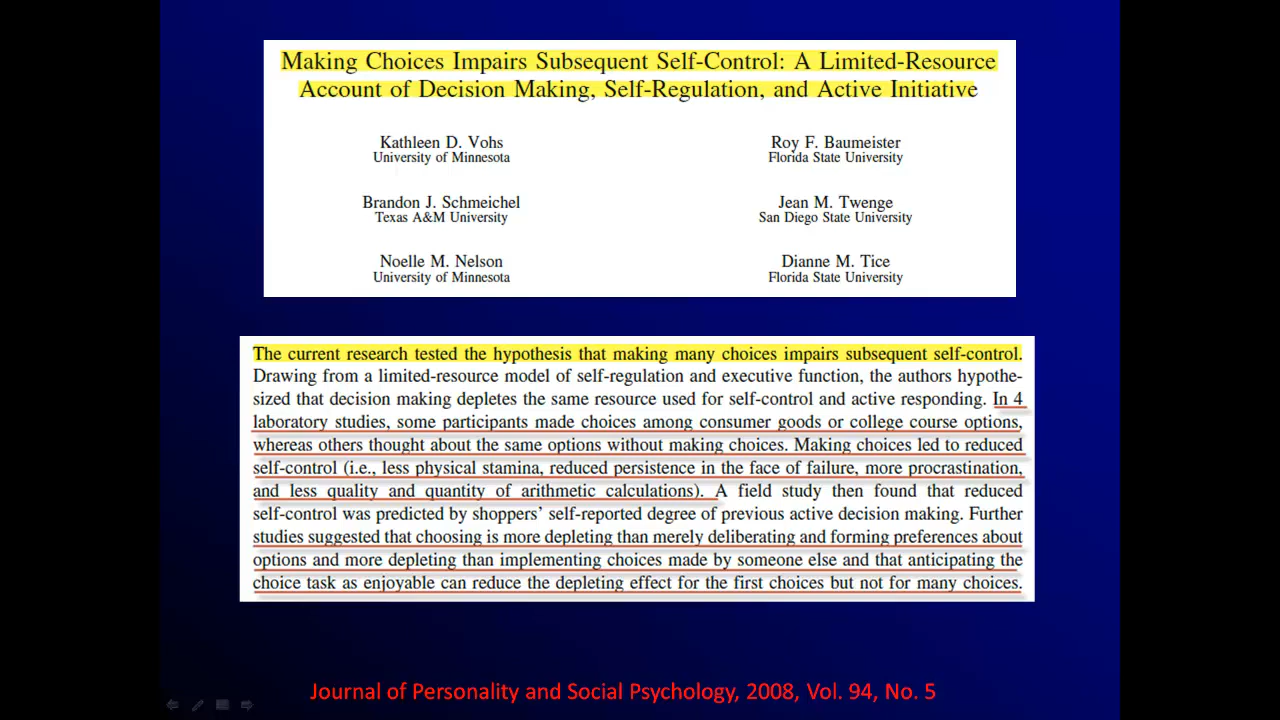 Making Choices Impairs Subsequent Self-Control: A Limited-Resource
Account of Decision Making, Self-Regulation, and Active Initiative
Kathleen D. Vohs
University of Minnesota
Roy F. Baumeister
Florida State University
Brandon J. Schmeichel
Texas A&M University
Jean M. Twenge
San Diego State University
Noelle M. Nelson
University of Minnesota
Dianne M. Tice
Florida State University
The current research tested the hypothesis that making many choices impairs subsequent self-control.
Drawing from a limited-resource model of self-regulation and executive function, the authors hypothe-
sized that decision making depletes the same resource used for self-control and active responding. In 4
laboratory studies, some participants made choices among consumer goods or college course options,
whereas others thought about the same options without making choices. Making choices led to reduced
self-control (i.e., less physical stamina, reduced persistence in the face of failure, more procrastination,
and less quality and quantity of arithmetic calculations). A field study then found that reduced
self-control was predicted by shoppers' self-reported degree of previous active decision making. Further
studies suggested that choosing is more depleting than merely deliberating and forming preferences about
options and more depleting than implementing choices made by someone else and that anticipating the
choice task as enjoyable can reduce the depleting effect for the first choices but not for many choices.
Journal of Personality and Social Psychology, 2008, Vol. 94, No. 5